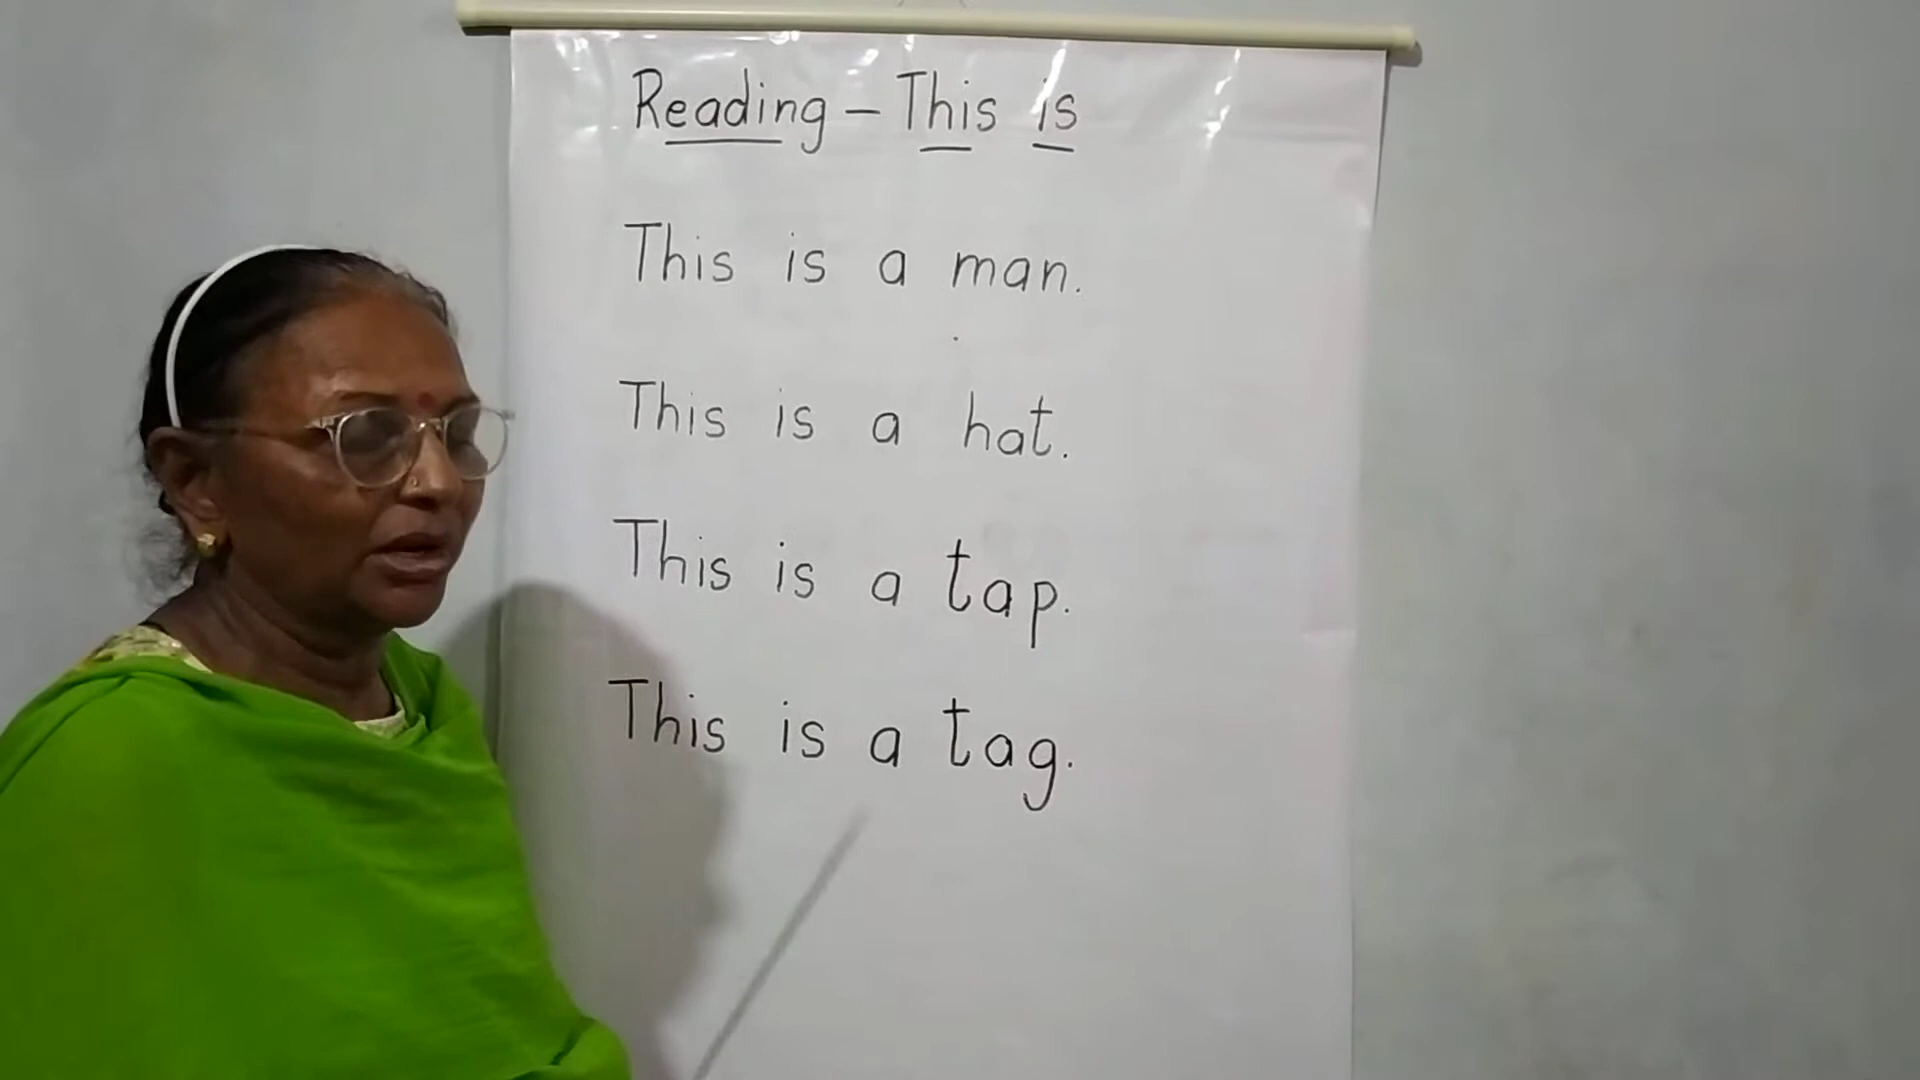 Reading – This is
This is a man.
This is a hat.
This is a tap.
This is a tag.